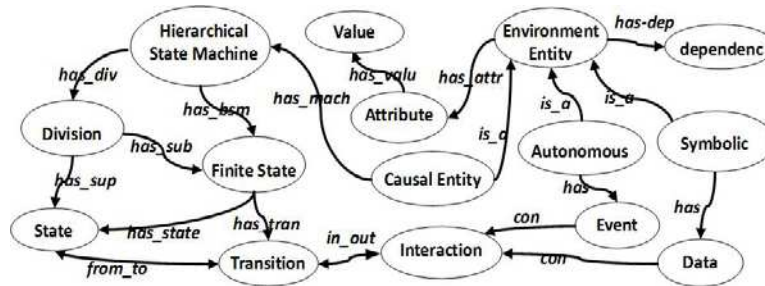 Hierarchical
State Machine
Value
Environment
Entity
has-dep
dependenc
has_div
has_valu
has_attr
has_mach
has_bsm
Attribute
is_a
is_a
is_a
Division
has_sub
Autonomous
Symbolic
Finite State
Causal Entity
has_sup
has
has
State
has_state
has_tran
in_out
con
Event
Interaction
from_to
Transition
con
Data